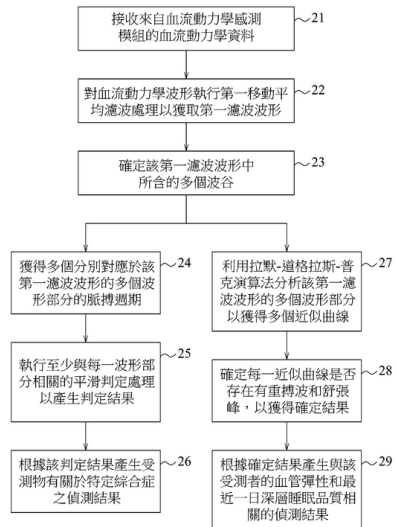 接收來自血流動力學感測
模組的血流動力學資料
21
對血流動力學波形執行第一移動平
均濾波處理以獲取第一濾波波形
22
確定該第一濾波波形中
所含的多個波谷
23
獲得多個分別對應於該
第一濾波波形的多個波
形部分的脈搏週期
24
執行至少與每一波形部
分相關的平滑判定處理
以產生判定結果
25
根據該判定結果產生受
測物有關於特定綜合症
之偵測結果
26
利用拉默-道格拉斯-普
克演算法分析該第一濾
波波形的多個波形部分
以獲得多個近似曲線
27
確定每一近似曲線是否
存在有重搏波和舒張
峰，以獲得確定結果
28
根據確定結果產生與該
受測者的血管彈性和最
近一日深層睡眠品質相
關的偵測結果
29